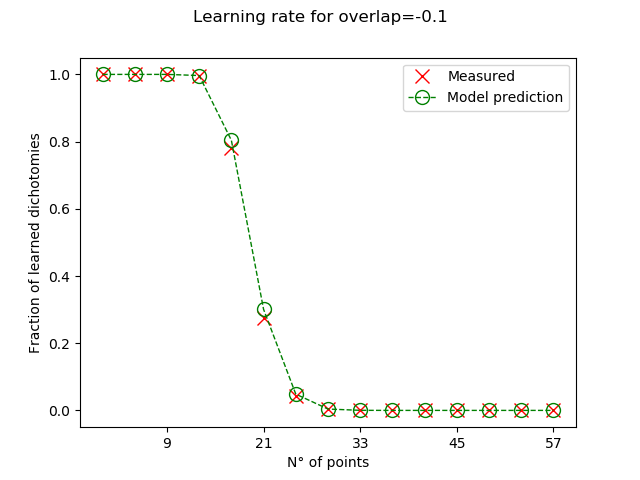 Learning rate for overlap=-0.1
Measured
Model prediction
Fraction of learned dichotomies
1.0
0.8
0.6
0.4
0.2
0.0
9 21 33 45 57
N° of points